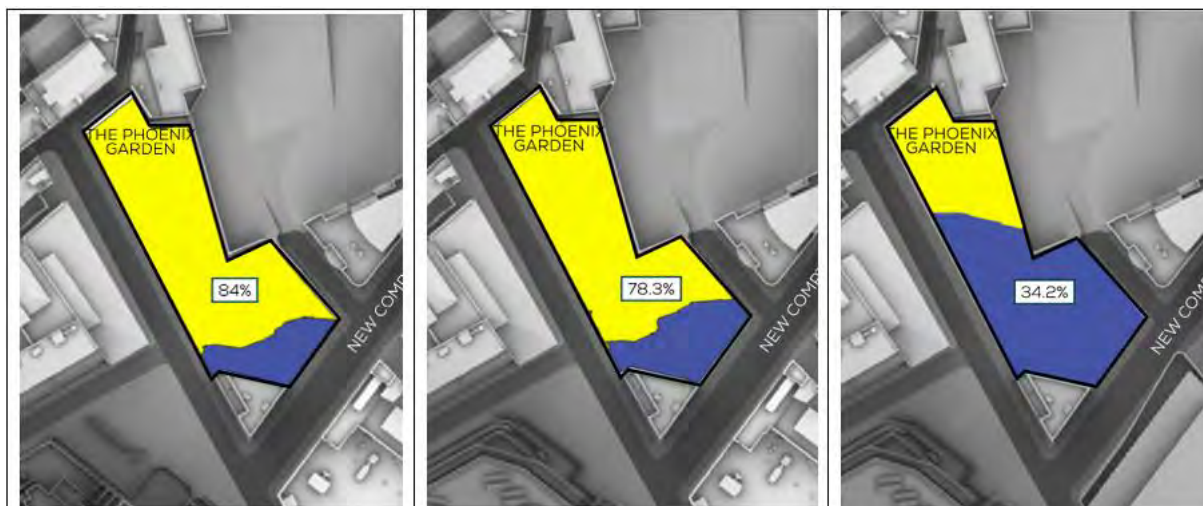 THE PHOENIX
GARDEN
84%
NEW COMP
THE PHOENIX
GARDEN
78.3%
NEW COMP
THE PHOENIX
GARDEN
34.2%
NEW COMP